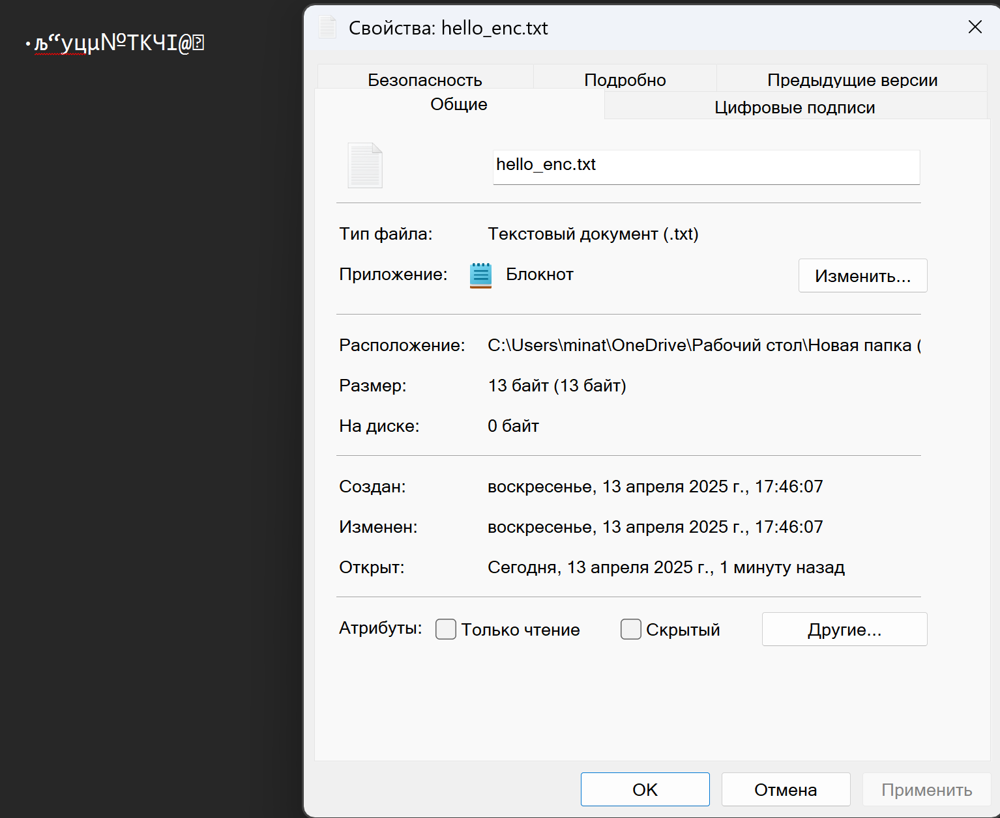 ·љ“уцµ№ТКЧІ@
Свойства: hello_enc.txt
Безопасность
Подробно
Предыдущие версии
Общие
Цифровые подписи
hello_enc.txt
Тип файла:
Текстовый документ (.txt)
Приложение:
Блокнот
Изменить...
Расположение:
C:\Users\minat\OneDrive\Рабочий стол\Новая папка (
Размер:
13 байт (13 байт)
На диске:
0 байт
Создан:
воскресенье, 13 апреля 2025 г., 17:46:07
Изменен:
воскресенье, 13 апреля 2025 г., 17:46:07
Открыт:
Сегодня, 13 апреля 2025 г., 1 минуту назад
Атрибуты:
Только чтение
Скрытый
Другие...
ОК
Отмена
Применить